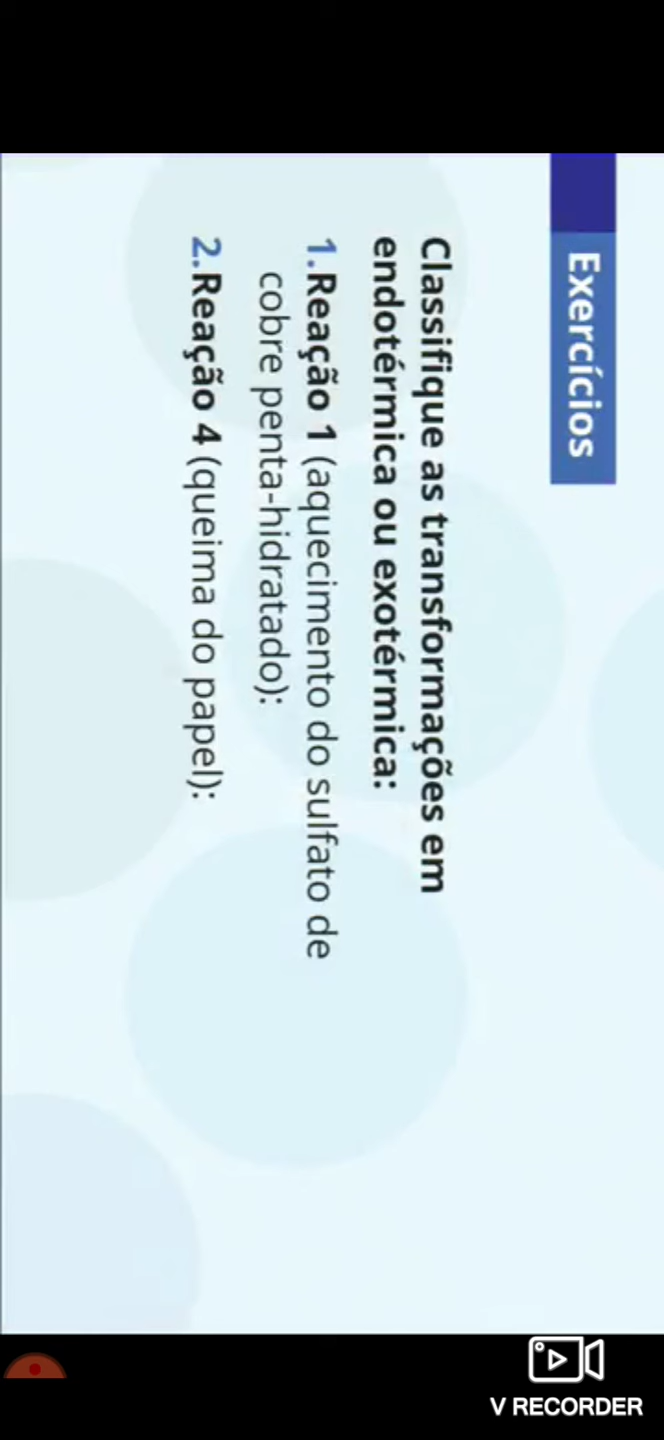 Exercícios
Classifique as transformações em
endotérmica ou exotérmica:
1. Reação 1 (aquecimento do sulfato de
cobre penta-hidratado):
2. Reação 4 (queima do papel):
V RECORDER